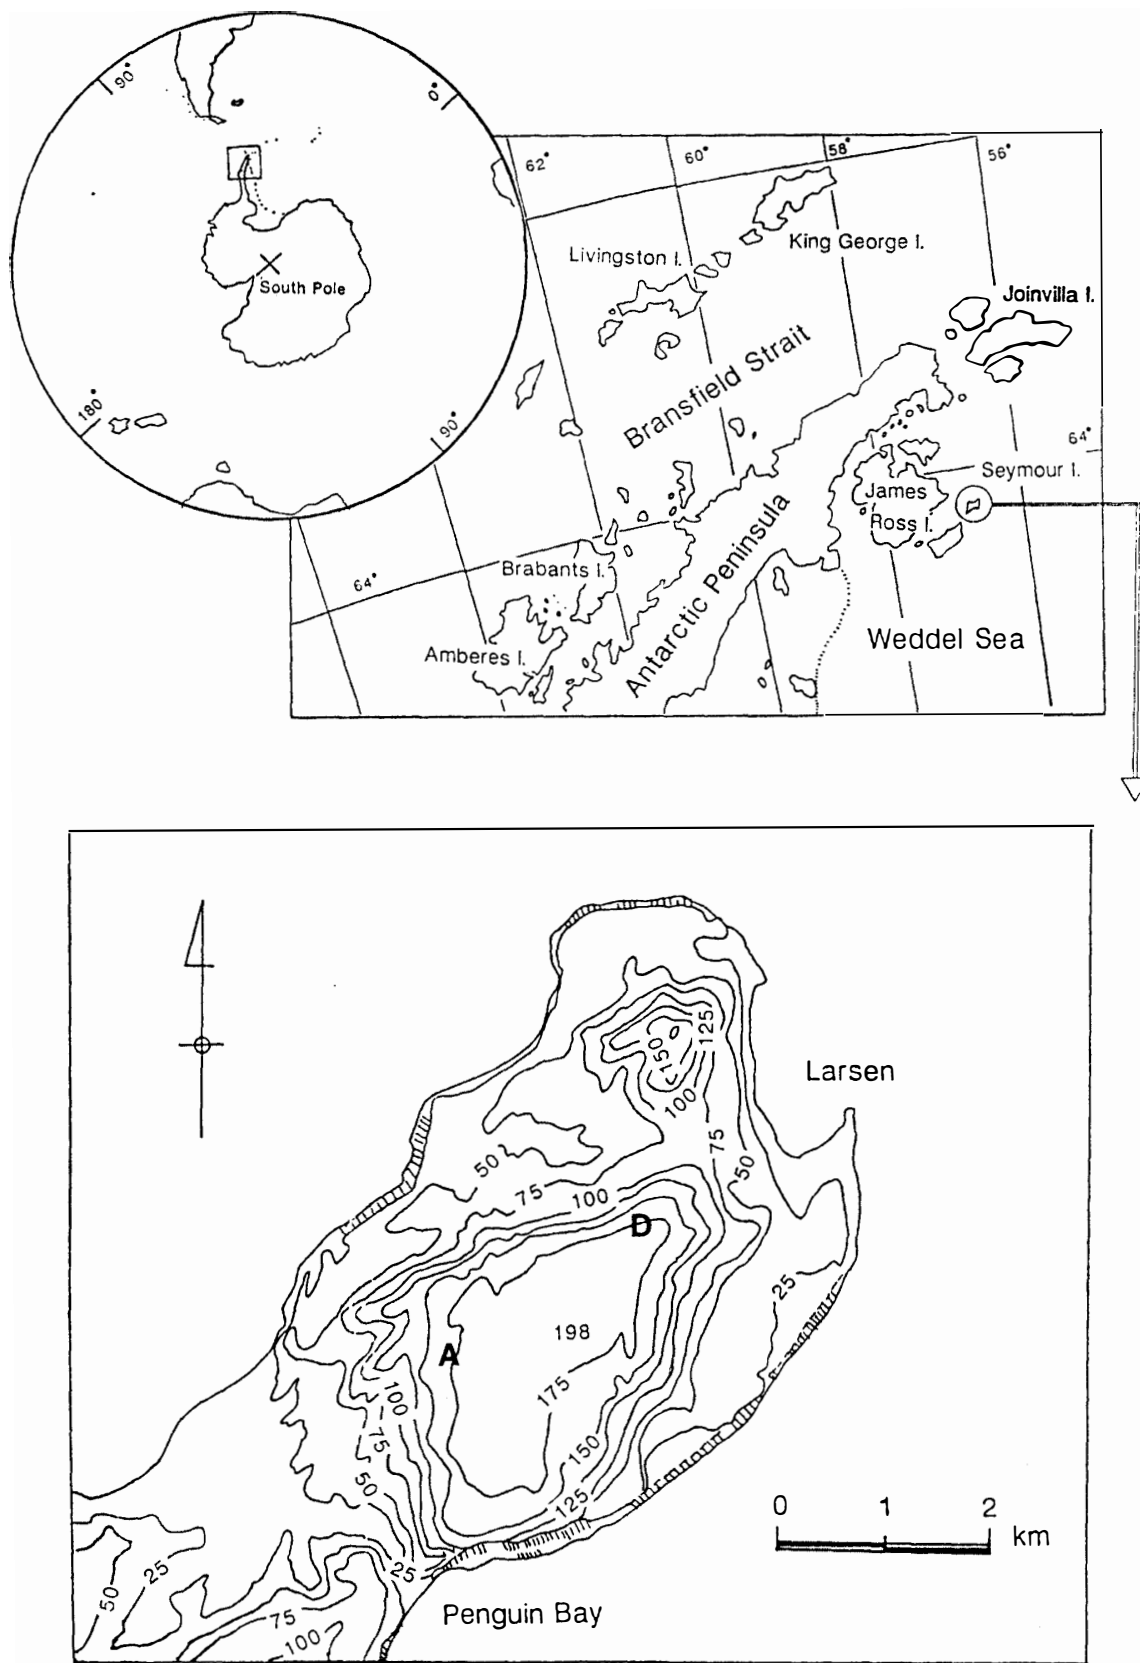 90°
0°
South Pole
180°
90°
62°
60°
58°
56°
Livingston I.
King George I.
Joinvilla I.
Bransfield Strait
64°
Seymour I.
James
Ross I.
Antarctic Peninsula
Brabants I.
64°
Amberes I.
Weddel Sea
Larsen
125
150
100
75
50
50
75
100
D
25
198
A
175
100
75
150
50
125
25
0 1 2
km
25
50
75
100
Penguin Bay